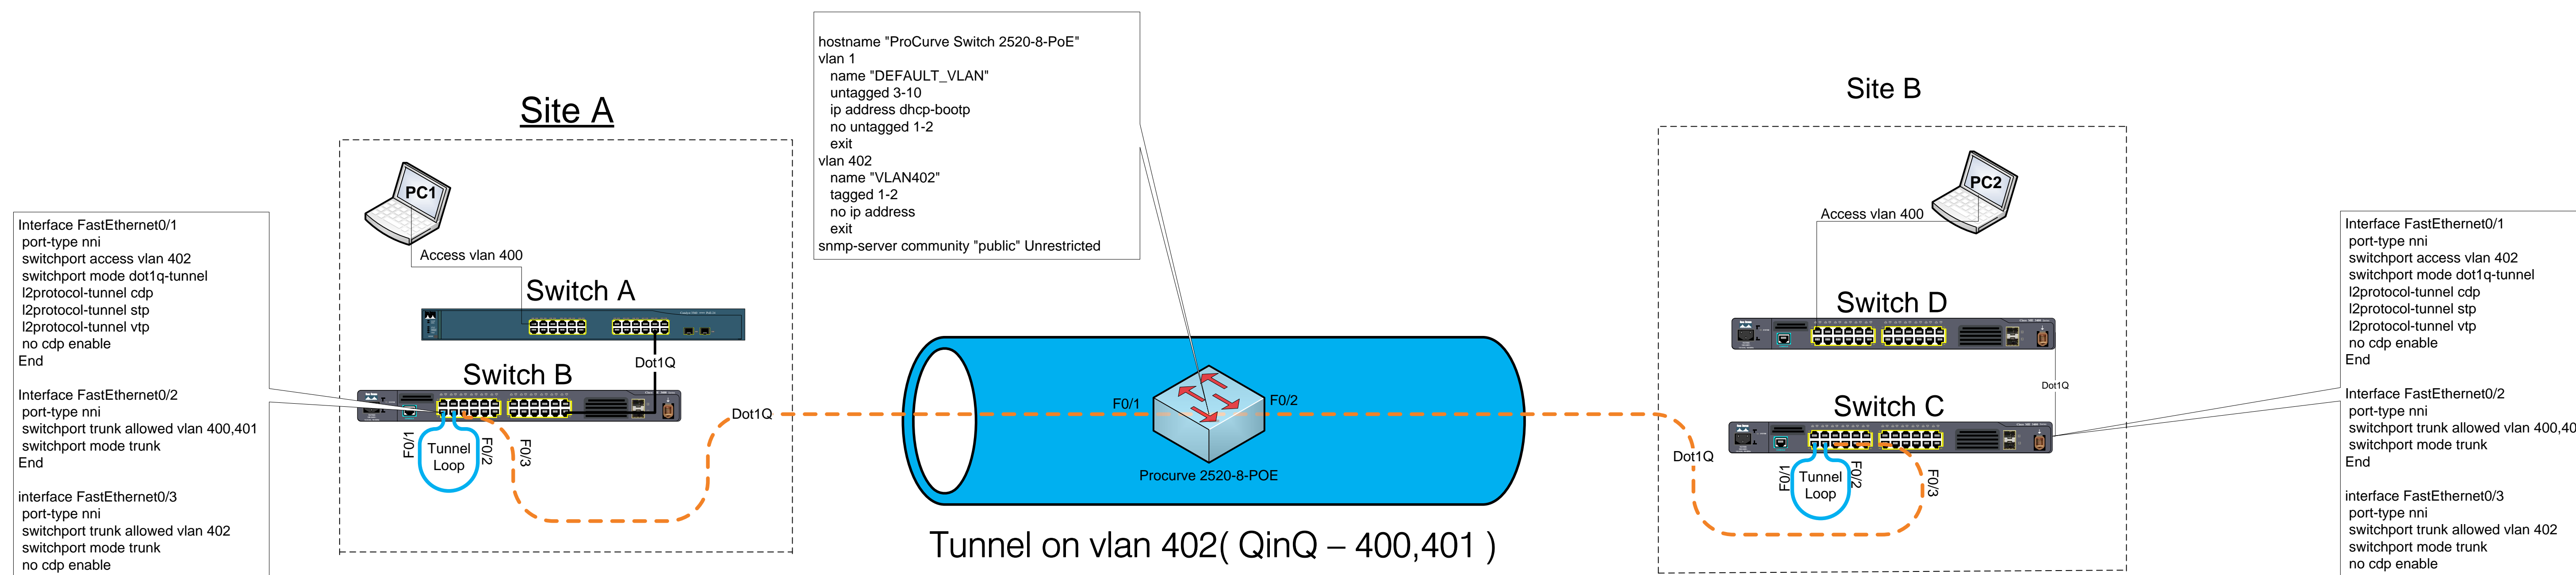 hostname "ProCurve Switch 2520-8-PoE"
vlan 1
name "DEFAULT_VLAN"
untagged 3-10
ip address dhcp-bootp
no untagged 1-2
exit
vlan 402
name "VLAN402"
tagged 1-2
no ip address
exit
snmp-server community "public" Unrestricted
Site A
Interface FastEthernet0/1
port-type nni
switchport access vlan 402
switchport mode dot1q-tunnel
l2protocol-tunnel cdp
l2protocol-tunnel stp
l2protocol-tunnel vtp
no cdp enable
End
Interface FastEthernet0/2
port-type nni
switchport trunk allowed vlan 400,401
switchport mode trunk
End
interface FastEthernet0/3
port-type nni
switchport trunk allowed vlan 402
switchport mode trunk
no cdp enable
PC1
Access vlan 400
Switch A
Dot1Q
Switch B
F0/1
Tunnel
Loop
F0/2
F0/3
Dot1Q
F0/1
F0/2
Procurve 2520-8-POE
Tunnel on vlan 402( QinQ – 400,401 )
Site B
PC2
Access vlan 400
Switch D
Dot1Q
Switch C
Dot1Q
F0/1
Tunnel
Loop
F0/2
F0/3
Interface FastEthernet0/1
port-type nni
switchport access vlan 402
switchport mode dot1q-tunnel
l2protocol-tunnel cdp
l2protocol-tunnel stp
l2protocol-tunnel vtp
no cdp enable
End
Interface FastEthernet0/2
port-type nni
switchport trunk allowed vlan 400,40
switchport mode trunk
End
interface FastEthernet0/3
port-type nni
switchport trunk allowed vlan 402
switchport mode trunk
no cdp enable